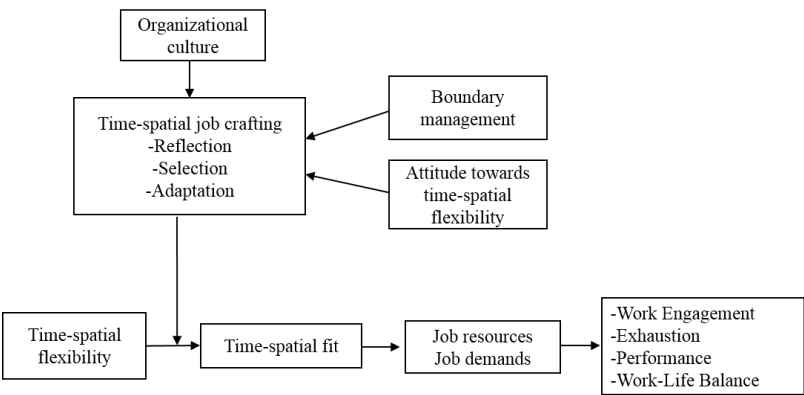 Organizational
culture
Time-spatial job crafting
-Reflection
-Selection
-Adaptation
Boundary
management
Attitude towards
time-spatial
flexibility
Time-spatial
flexibility
Time-spatial fit
Job resources
Job demands
-Work Engagement
-Exhaustion
-Performance
-Work-Life Balance